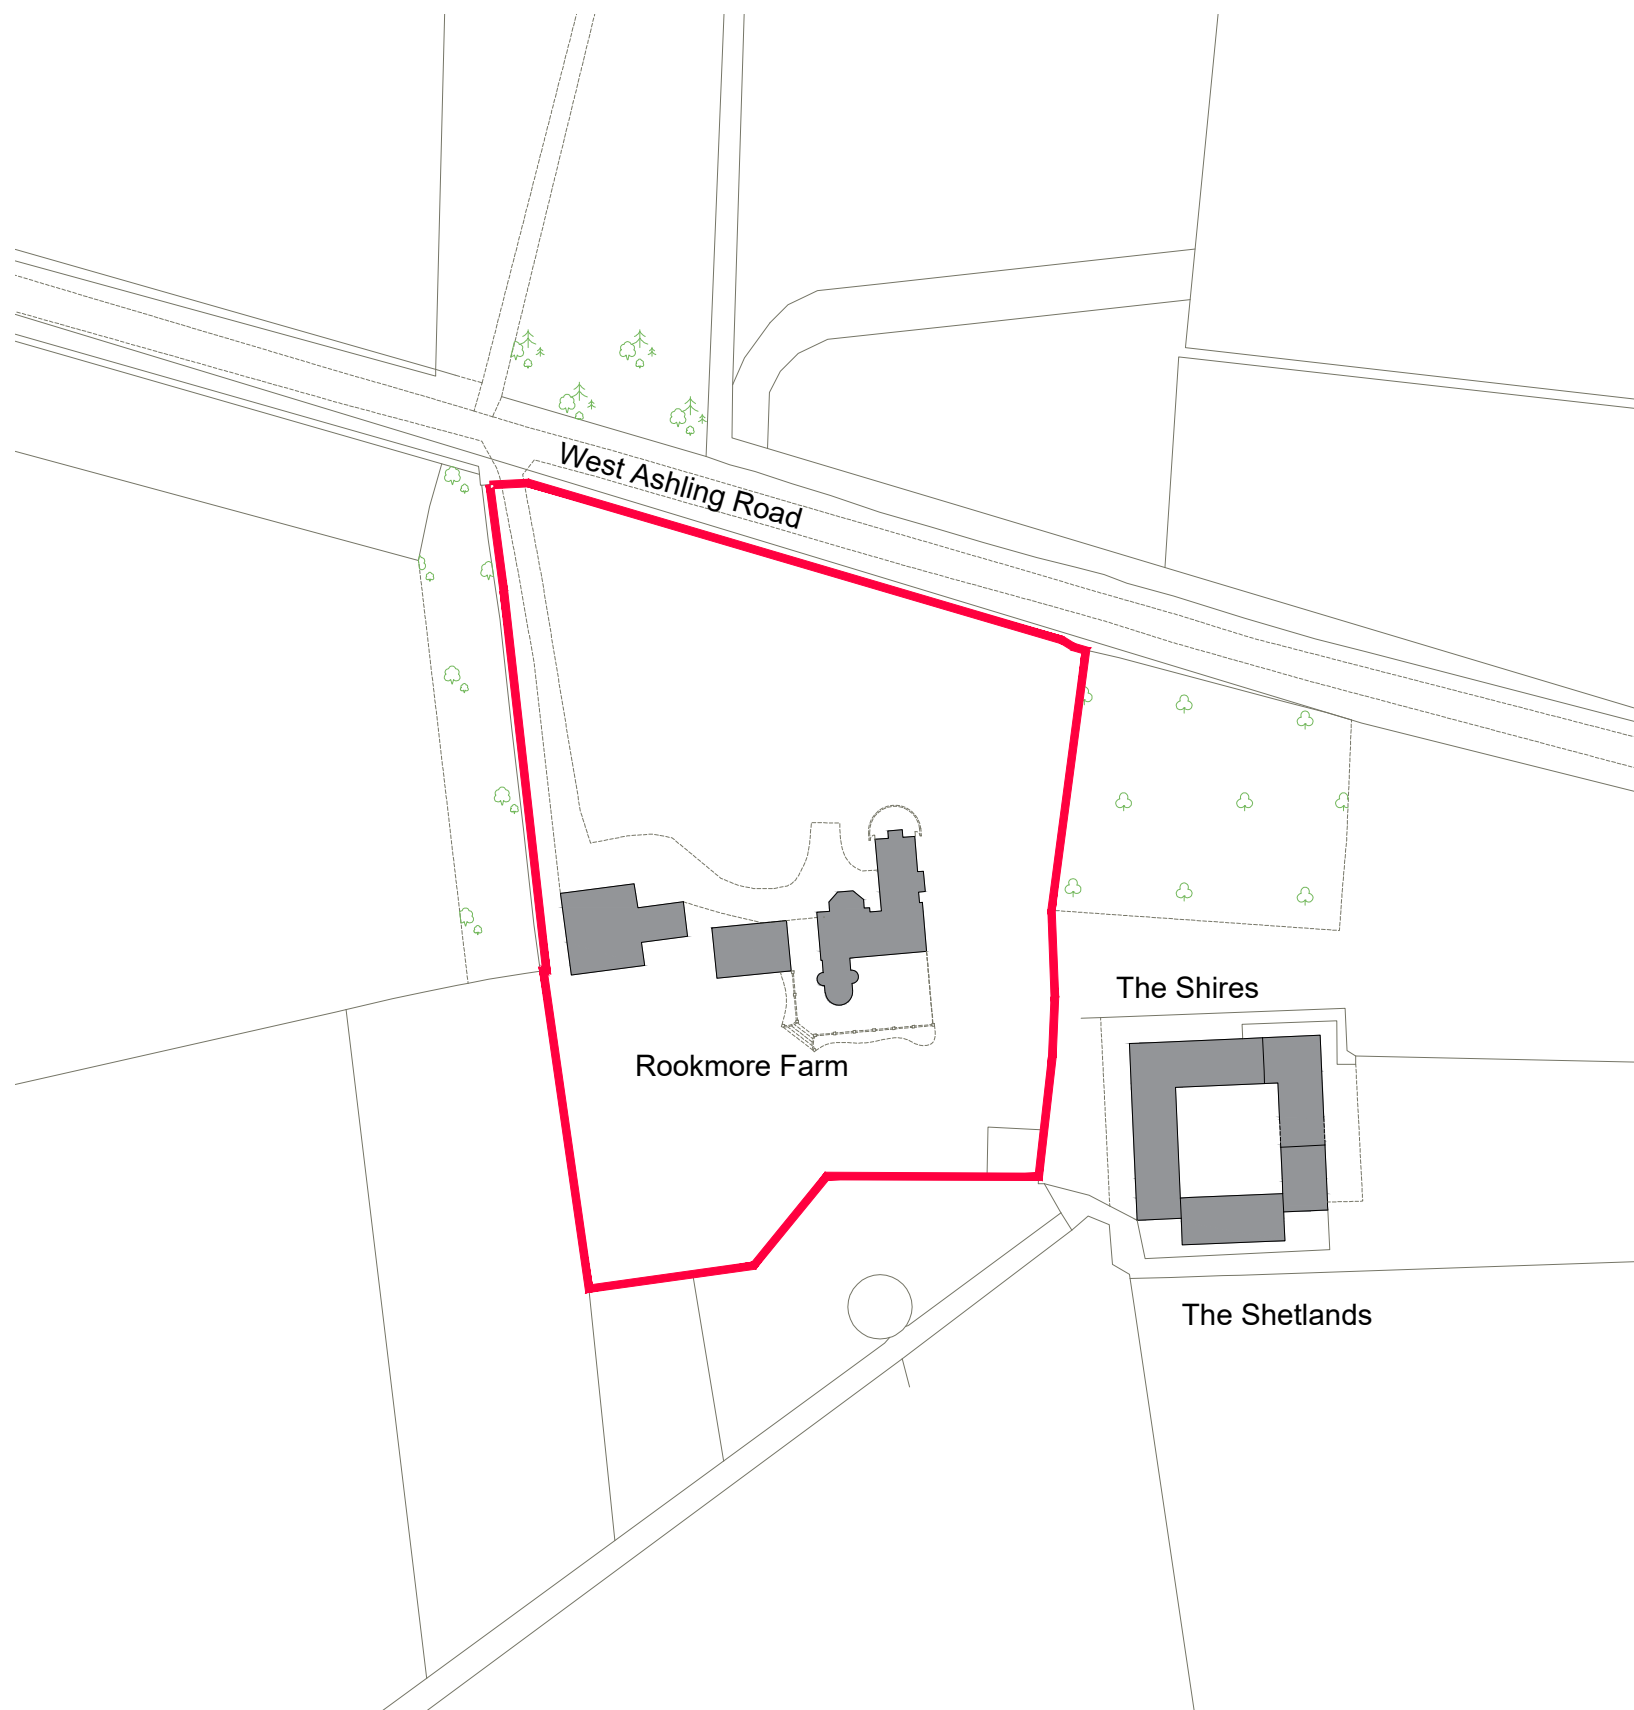 West Ashling Road
The Shires
Rookmore Farm
The Shetlands